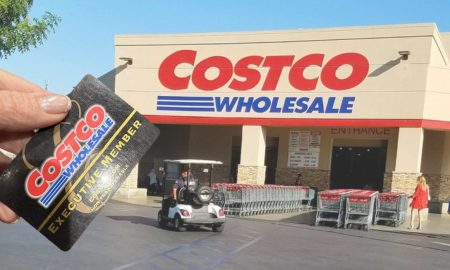 COSTCO
WHOLESALE
ENTRANCE
COSTCO
WHOLESALE
EXECUTIVE MEMBER